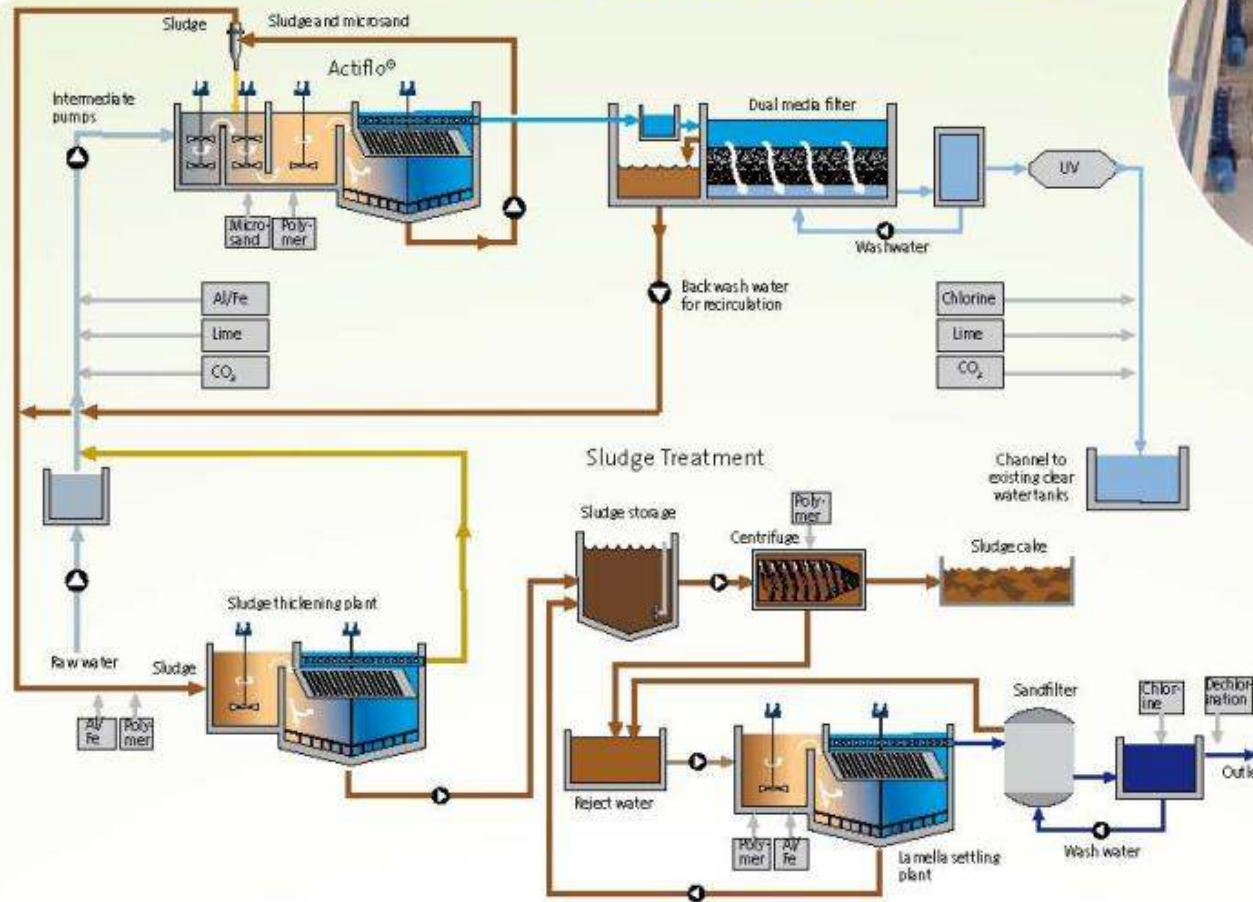 Sludge
Sludge and microsand
Actiflo®
Intermediate
pumps
Dual media filter
UV
Micro-
sand
Poly-
mer
Washwater
Al/Fe
Lime
CO₂
Back wash water
for recirculation
Chlorine
Lime
CO₂
Sludge Treatment
Channel to
existing clear
water tanks
Sludge storage
Poly-
mer
Centrifuge
Sludge cake
Sludge thickening plant
Raw water
Sludge
Al/
Fe
Poly-
mer
Reject water
Sandfilter
Chlor-
ine
Dechlor-
ination
Outle
Poly-
mer
Al/
Fe
Lamella settling
plant
Wash water